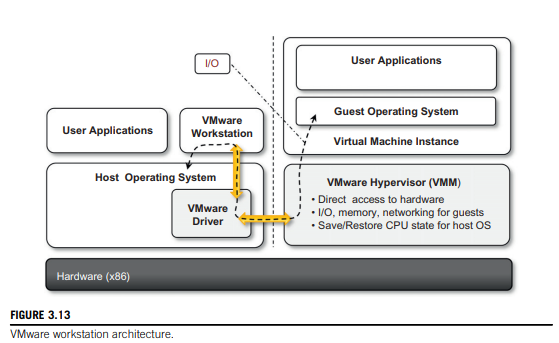 I/O
User Applications
VMware
Workstation
Host Operating System
VMware
Driver
User Applications
Guest Operating System
Virtual Machine Instance
VMware Hypervisor (VMM)
• Direct access to hardware
• I/O, memory, networking for guests
• Save/Restore CPU state for host OS
Hardware (x86)
FIGURE 3.13
VMware workstation architecture.